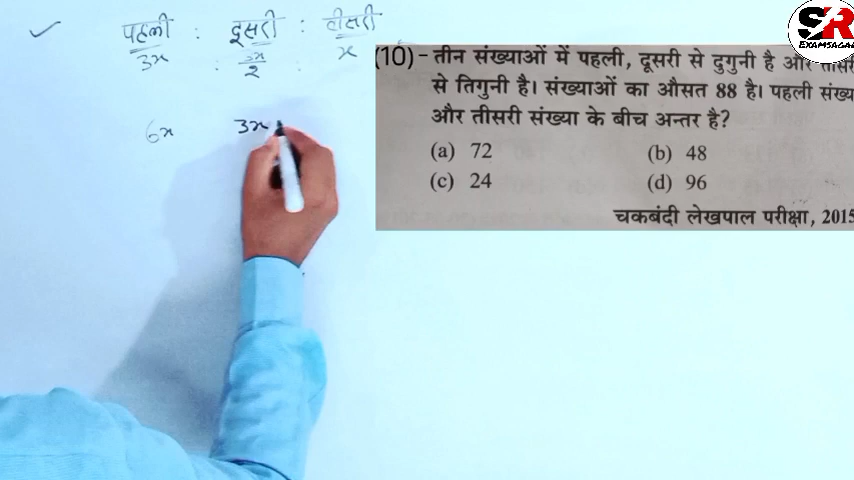 ✓ पहली : दूसरी : तीसरी
3x : 3x/2 : x
6x 3x
SR
EXAMSAGAR
(10) - तीन संख्याओं में पहली, दूसरी से दुगुनी है और तीसरी
से तिगुनी है। संख्याओं का औसत 88 है। पहली संख्या
और तीसरी संख्या के बीच अन्तर है?
(a) 72 (b) 48
(c) 24 (d) 96
चकबंदी लेखपाल परीक्षा, 2015